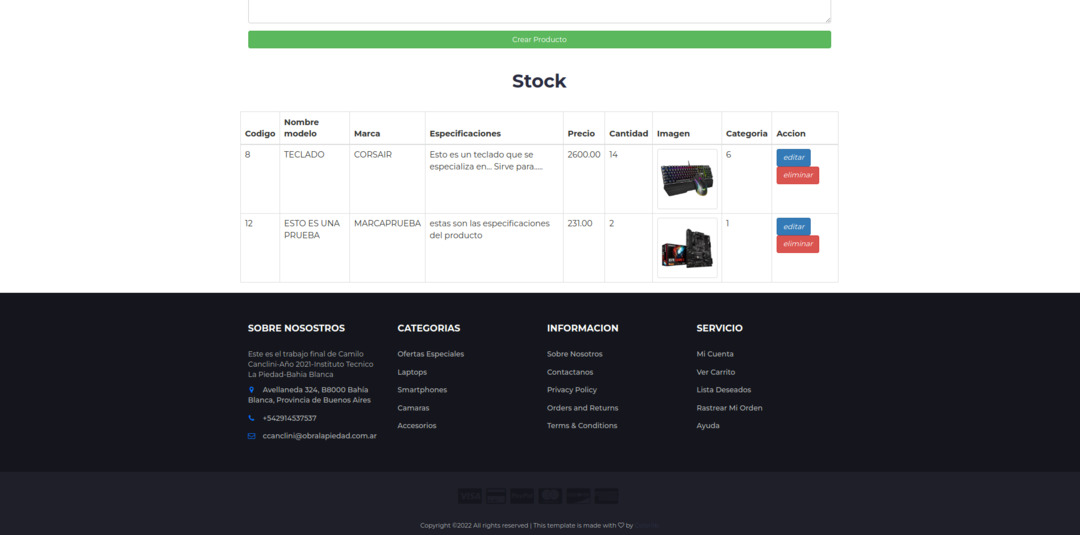 Crear Producto
Stock
Codigo Nombre modelo Marca Especificaciones Precio Cantidad Imagen Categoria Accion
8 TECLADO CORSAIR Esto es un teclado que se 2600.00 14 6 editar
especializa en... Sirve para..... eliminar
12 ESTO ES UNA MARCAPRUEBA estas son las especificaciones 231.00 2 1 editar
PRUEBA del producto eliminar
SOBRE NOSOSTROS CATEGORIAS INFORMACION SERVICIO
Este es el trabajo final de Camilo Ofertas Especiales Sobre Nosotros Mi Cuenta
Canclini-Año 2021-Instituto Tecnico
La Piedad-Bahia Blanca Laptops Contactanos Ver Carrito
Avellaneda 324, B8000 Bahía Smartphones Privacy Policy Lista Deseados
Blanca, Provincia de Buenos Aires Camaras Orders and Returns Rastrear Mi Orden
+542914537537 Accesorios Terms & Conditions Ayuda
ccanclini@obralapiedad.com.ar
VISA
Copyright ©2022 All rights reserved | This template is made with by